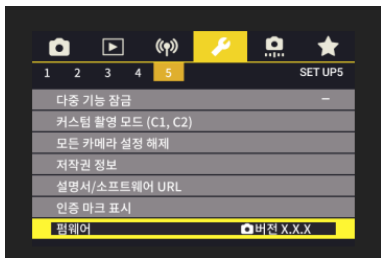 1 2 3 4 5 SET UP5
다중 기능 잠금 –
커스텀 촬영 모드 (C1, C2)
모든 카메라 설정 해제
저작권 정보
설명서/소프트웨어 URL
인증 마크 표시
펌웨어 버전 X.X.X